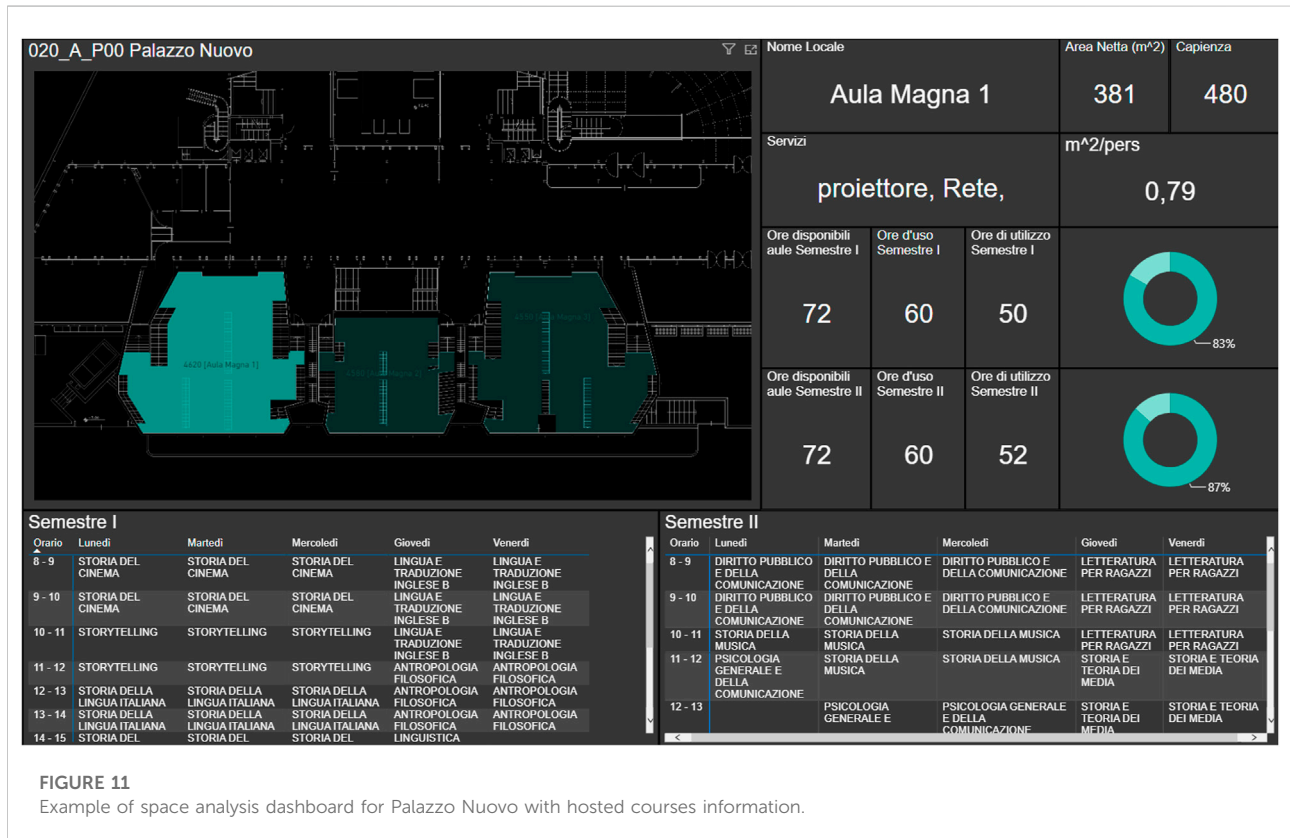 020_A_P00 Palazzo Nuovo
Nome Locale
Aula Magna 1
Area Netta (m^2)
381
Capienza
480
Servizi
proiettore, Rete,
m^2/pers
0,79
Ore disponibili
aule Semestre I
72
Ore d'uso
Semestre I
60
Ore di utilizzo
Semestre I
50
83%
Ore disponibili
aule Semestre II
72
Ore d'uso
Semestre II
60
Ore di utilizzo
Semestre II
52
87%
4620 [Aula Magna 1]
Semestre I
Orario Lunedì Martedì Mercoledì Giovedì Venerdì
8 - 9 STORIA DEL STORIA DEL STORIA DEL LINGUA E LINGUA E
CINEMA CINEMA CINEMA TRADUZIONE TRADUZIONE
INGLESE B INGLESE B
9 - 10 STORIA DEL STORIA DEL STORIA DEL LINGUA E LINGUA E
CINEMA CINEMA CINEMA TRADUZIONE TRADUZIONE
INGLESE B INGLESE B
10 - 11 STORYTELLING STORYTELLING STORYTELLING LINGUA E LINGUA E
TRADUZIONE TRADUZIONE
INGLESE B INGLESE B
11 - 12 STORYTELLING STORYTELLING STORYTELLING ANTROPOLOGIA ANTROPOLOGIA
FILOSOFICA FILOSOFICA
12 - 13 STORIA DELLA STORIA DELLA STORIA DELLA ANTROPOLOGIA ANTROPOLOGIA
LINGUA ITALIANA LINGUA ITALIANA LINGUA ITALIANA FILOSOFICA FILOSOFICA
13 - 14 STORIA DELLA STORIA DELLA STORIA DELLA ANTROPOLOGIA ANTROPOLOGIA
LINGUA ITALIANA LINGUA ITALIANA LINGUA ITALIANA FILOSOFICA FILOSOFICA
14 - 15 STORIA DEL STORIA DEL STORIA DEL LINGUISTICA
Semestre II
Orario Lunedì Martedì Mercoledì Giovedì Venerdì
8 - 9 DIRITTO PUBBLICO DIRITTO PUBBLICO E DIRITTO PUBBLICO E LETTERATURA LETTERATURA
E DELLA DELLA DELLA COMUNICAZIONE PER RAGAZZI PER RAGAZZI
COMUNICAZIONE COMUNICAZIONE
9 - 10 DIRITTO PUBBLICO DIRITTO PUBBLICO E DIRITTO PUBBLICO E LETTERATURA LETTERATURA
E DELLA DELLA DELLA COMUNICAZIONE PER RAGAZZI PER RAGAZZI
COMUNICAZIONE COMUNICAZIONE
10 - 11 STORIA DELLA STORIA DELLA STORIA DELLA MUSICA LETTERATURA LETTERATURA
MUSICA MUSICA PER RAGAZZI PER RAGAZZI
11 - 12 PSICOLOGIA STORIA DELLA STORIA DELLA MUSICA STORIA E STORIA E TEORIA
GENERALE E MUSICA TEORIA DEI DEI MEDIA
DELLA MEDIA
COMUNICAZIONE
12 - 13 PSICOLOGIA PSICOLOGIA GENERALE STORIA E STORIA E TEORIA
GENERALE E E DELLA TEORIA DEI DEI MEDIA
COMUNICAZIONE MEDIA
FIGURE 11
Example of space analysis dashboard for Palazzo Nuovo with hosted courses information.